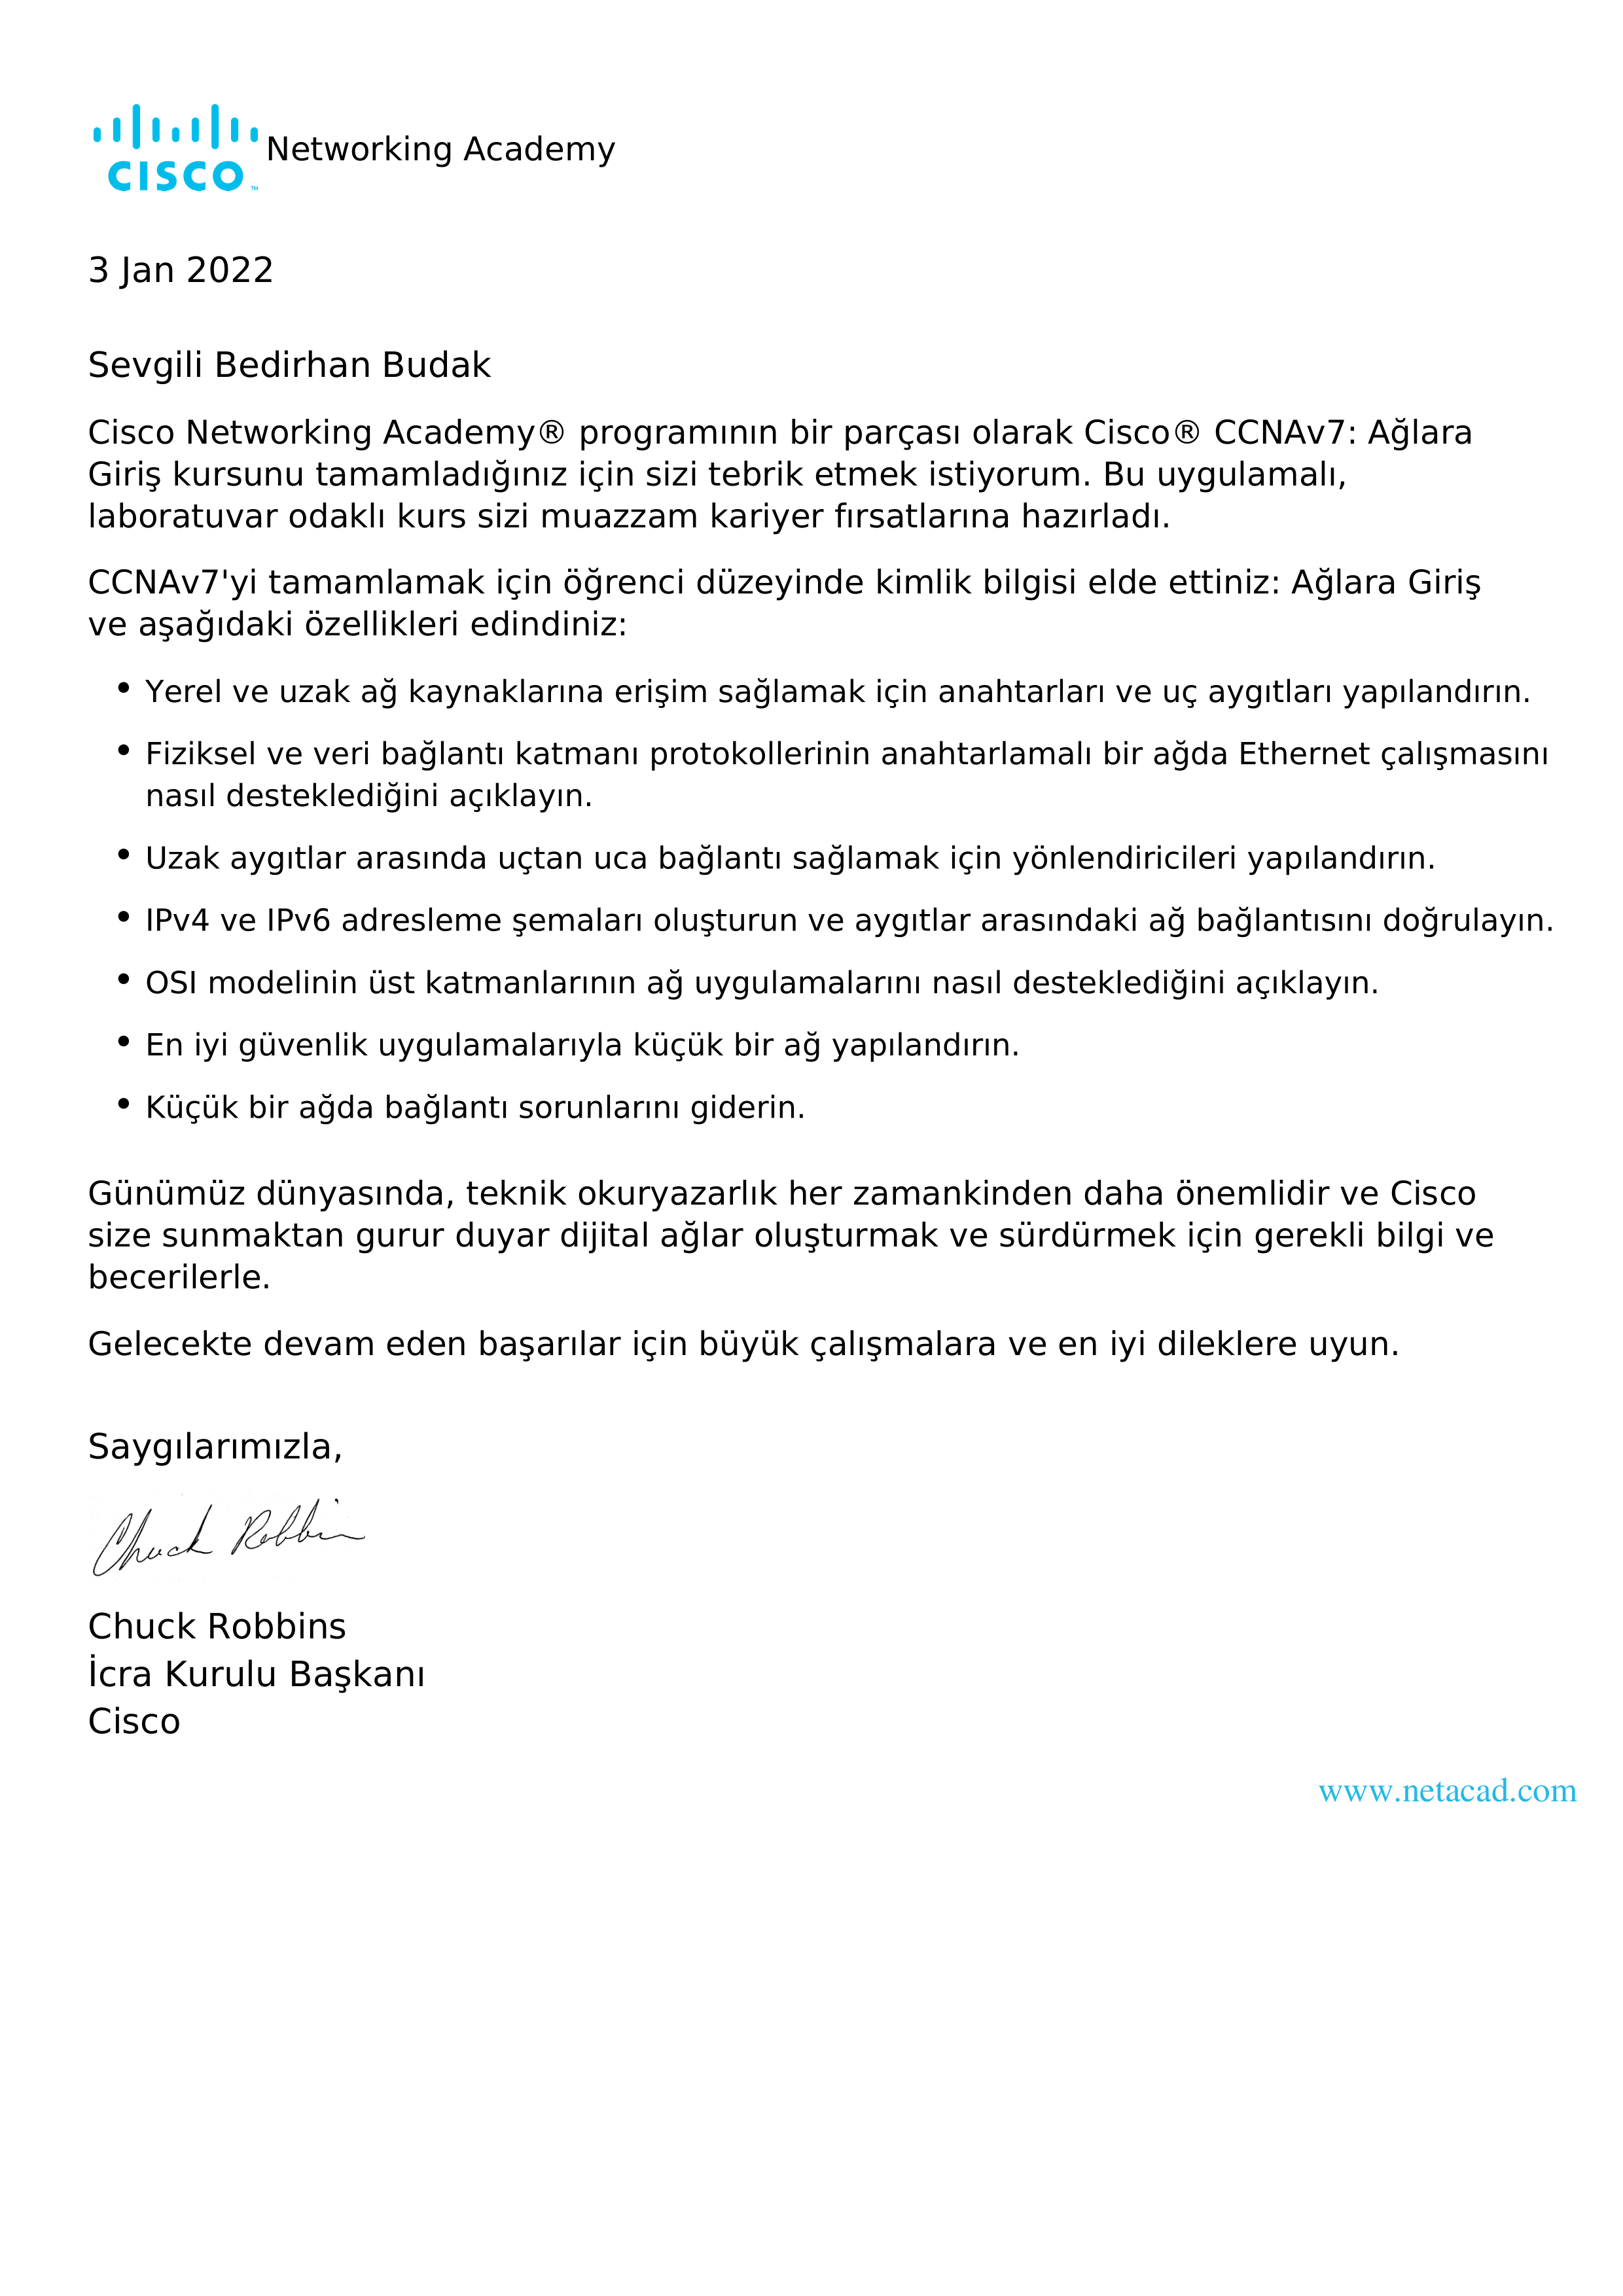 CISCO™
Networking Academy
3 Jan 2022
Sevgili Bedirhan Budak
Cisco Networking Academy® programının bir parçası olarak Cisco® CCNAv7: Ağlara
Giriş kursunu tamamladığınız için sizi tebrik etmek istiyorum. Bu uygulamalı,
laboratuvar odaklı kurs sizi muazzam kariyer fırsatlarına hazırladı.
CCNAv7'yi tamamlamak için öğrenci düzeyinde kimlik bilgisi elde ettiniz: Ağlara Giriş
ve aşağıdaki özellikleri edindiniz:
• Yerel ve uzak ağ kaynaklarına erişim sağlamak için anahtarları ve uç aygıtları yapılandırın.
• Fiziksel ve veri bağlantı katmanı protokollerinin anahtarlamalı bir ağda Ethernet çalışmasını
nasıl desteklediğini açıklayın.
• Uzak aygıtlar arasında uçtan uca bağlantı sağlamak için yönlendiricileri yapılandırın.
• IPv4 ve IPv6 adresleme şemaları oluşturun ve aygıtlar arasındaki ağ bağlantısını doğrulayın.
• OSI modelinin üst katmanlarının ağ uygulamalarını nasıl desteklediğini açıklayın.
• En iyi güvenlik uygulamalarıyla küçük bir ağ yapılandırın.
• Küçük bir ağda bağlantı sorunlarını giderin.
Günümüz dünyasında, teknik okuryazarlık her zamankinden daha önemlidir ve Cisco
size sunmaktan gurur duyar dijital ağlar oluşturmak ve sürdürmek için gerekli bilgi ve
becerilerle.
Gelecekte devam eden başarılar için büyük çalışmalara ve en iyi dileklere uyun.
Saygılarımızla,
Chuck Robbins
Chuck Robbins
İcra Kurulu Başkanı
Cisco
www.netacad.com